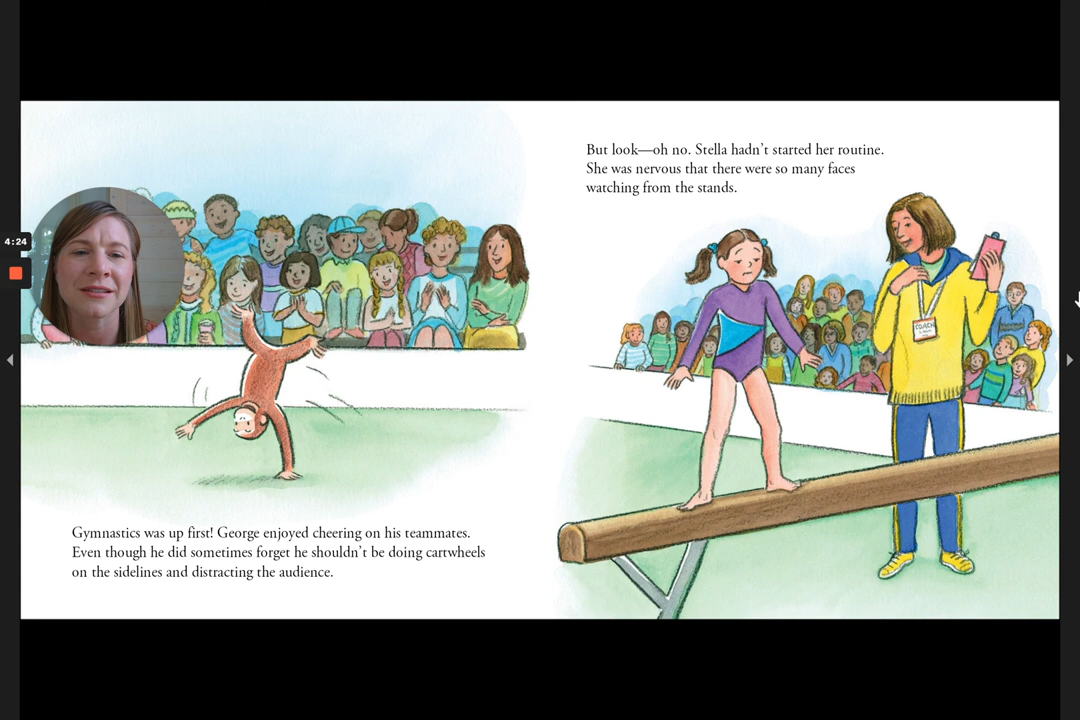 4:24
But look—oh no. Stella hadn't started her routine.
She was nervous that there were so many faces
watching from the stands.
COACH
Gymnastics was up first! George enjoyed cheering on his teammates.
Even though he did sometimes forget he shouldn't be doing cartwheels
on the sidelines and distracting the audience.